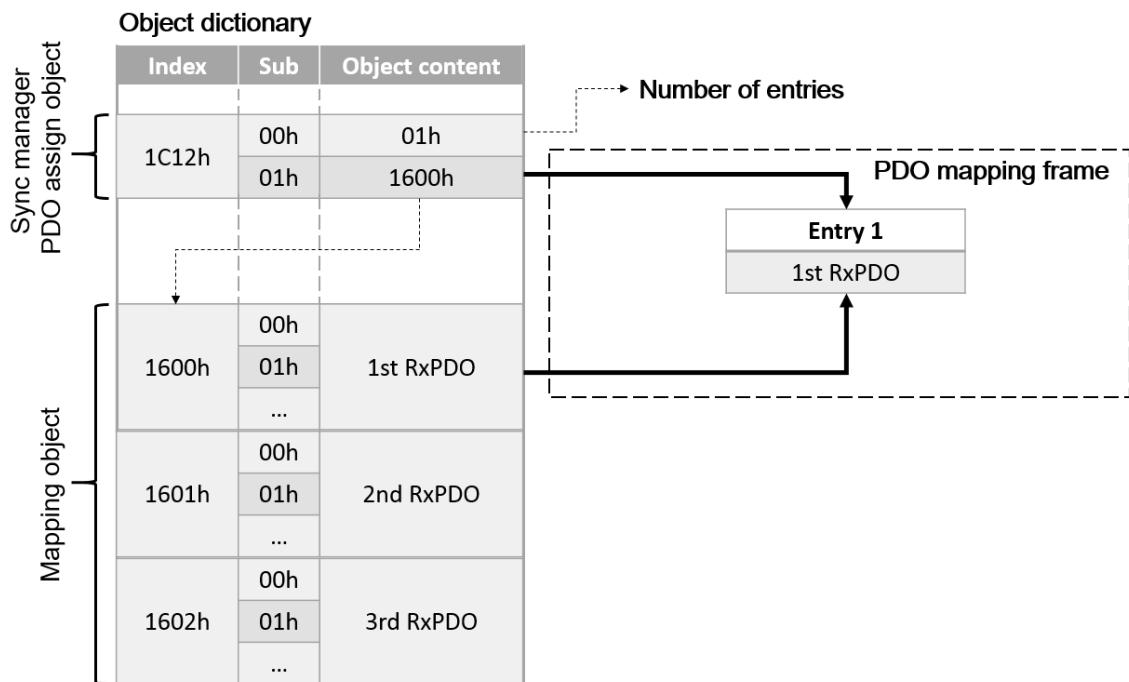 Object dictionary
Index Sub Object content
Sync manager
PDO assign object
1C12h
00h 01h
01h 1600h
Number of entries
PDO mapping frame
Entry 1
1st RxPDO
Mapping object
1600h
00h
01h
...
1st RxPDO
1601h
00h
01h
...
2nd RxPDO
1602h
00h
01h
...
3rd RxPDO